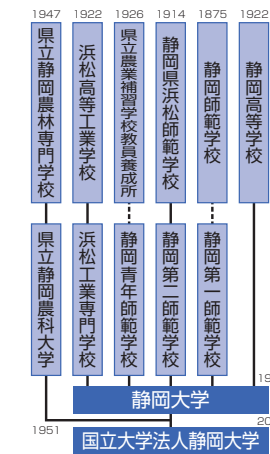 1947 1922 1926 1914 1875 1922
県立静岡農林専門学校
浜松高等工業学校
県立農業補習学校教員養成所
静岡県浜松師範学校
静岡師範学校
静岡高等学校
県立静岡農科大学
浜松工業専門学校
静岡青年師範学校
静岡第二師範学校
静岡第一師範学校
19
静岡大学
1951
20
国立大学法人静岡大学